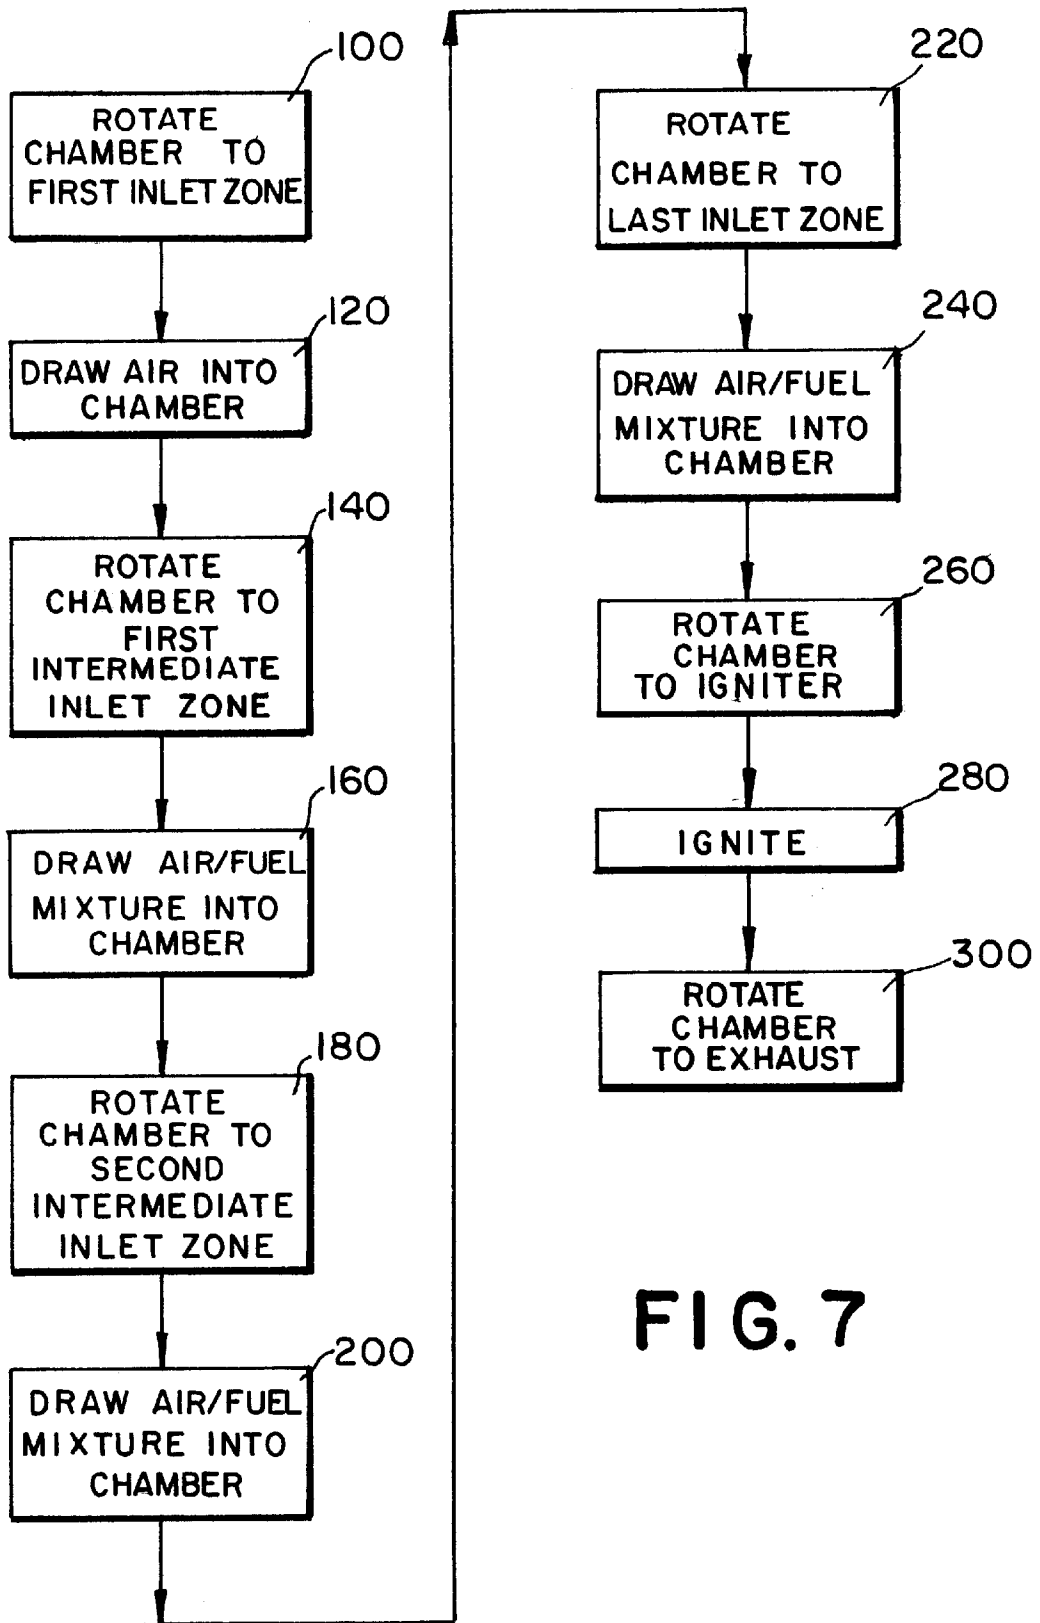 100
ROTATE
CHAMBER TO
FIRST INLET ZONE
120
DRAW AIR INTO
CHAMBER
140
ROTATE
CHAMBER TO
FIRST
INTERMEDIATE
INLET ZONE
160
DRAW AIR/FUEL
MIXTURE INTO
CHAMBER
180
ROTATE
CHAMBER TO
SECOND
INTERMEDIATE
INLET ZONE
200
DRAW AIR/FUEL
MIXTURE INTO
CHAMBER
220
ROTATE
CHAMBER TO
LAST INLET ZONE
240
DRAW AIR/FUEL
MIXTURE INTO
CHAMBER
260
ROTATE
CHAMBER
TO IGNITER
280
IGNITE
300
ROTATE
CHAMBER
TO EXHAUST
FIG. 7